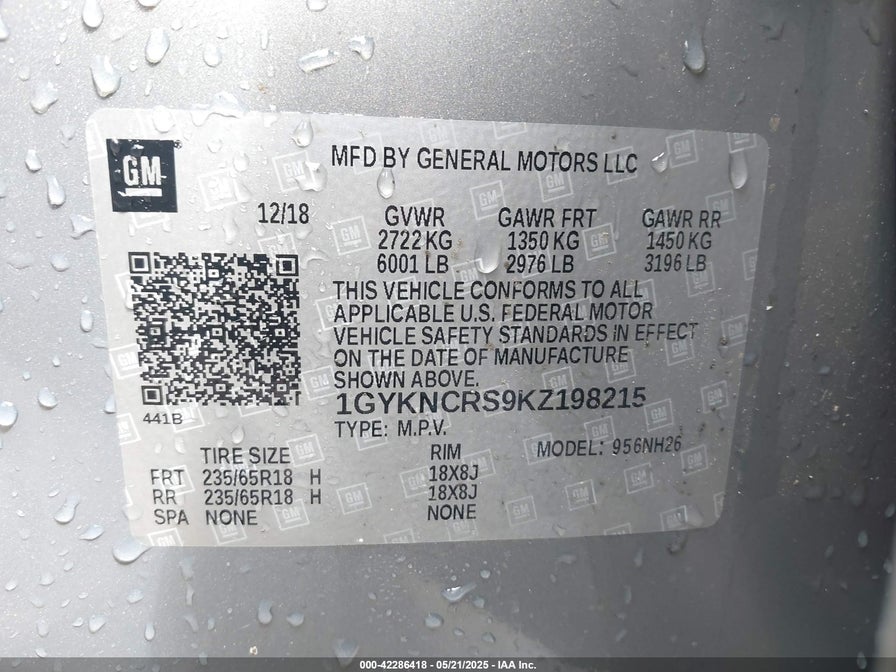 GM
MFD BY GENERAL MOTORS LLC
12/18 GVWR GAWR FRT GAWR RR
2722 KG 1350 KG 1450 KG
6001 LB 2976 LB 3196 LB
THIS VEHICLE CONFORMS TO ALL
APPLICABLE U.S. FEDERAL MOTOR
VEHICLE SAFETY STANDARDS IN EFFECT
ON THE DATE OF MANUFACTURE
SHOWN ABOVE.
1GYKNCRS9KZ198215
441B
TYPE: M.P.V.
MODEL: 956NH26
TIRE SIZE RIM
FRT 235/65R18 H 18X8J
RR 235/65R18 H 18X8J
SPA NONE NONE
000-42286418 - 05/21/2025 - IAA Inc.